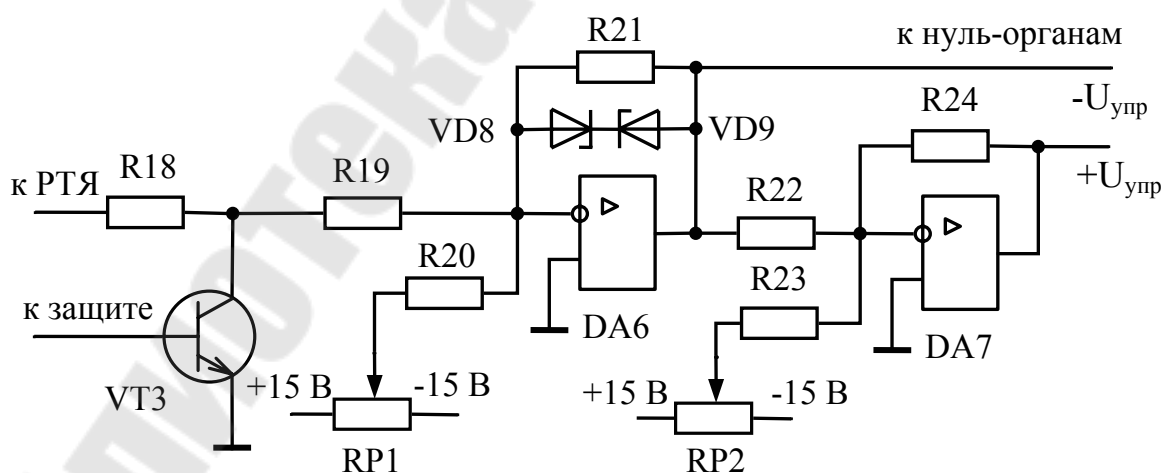 R21
к нуль-органам
R24
-Uупр
VD8
VD9
к РТЯ
R18
R19
R22
+Uупр
R20
R23
к защите
DA6
DA7
VT3
+15 В
-15 В
+15 В
-15 В
RP1
RP2